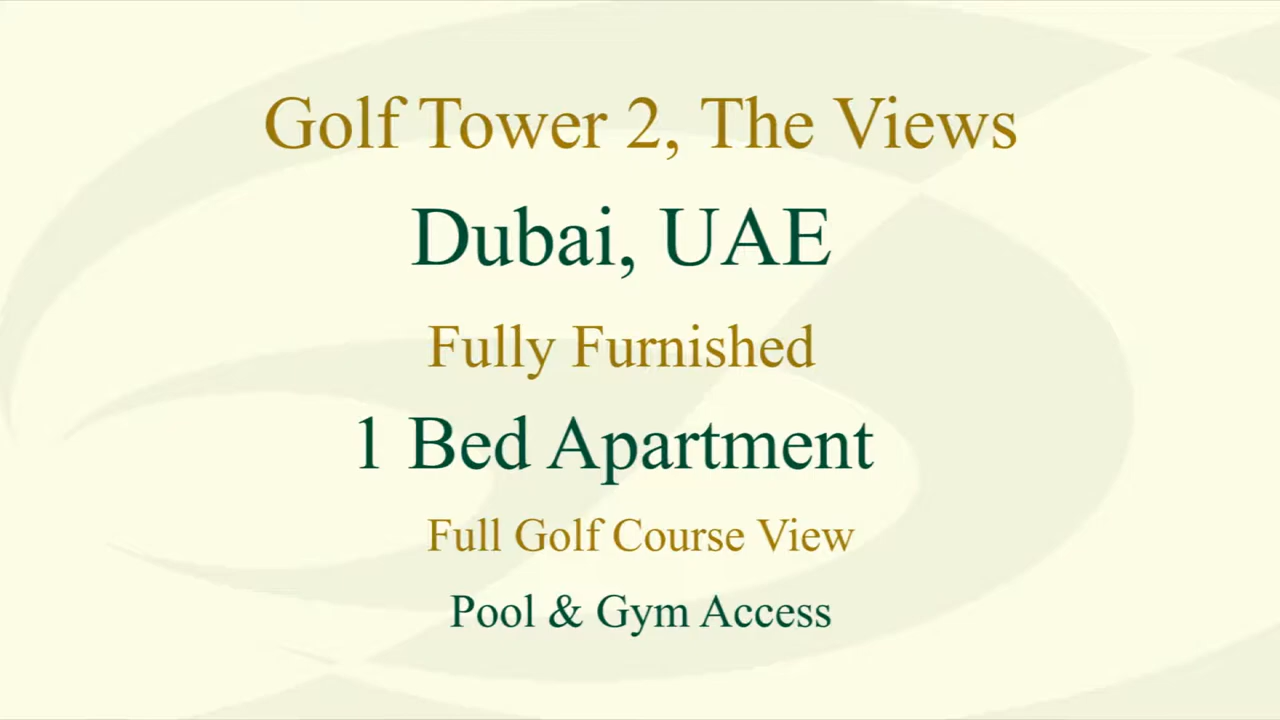 Golf Tower 2, The Views
Dubai, UAE
Fully Furnished
1 Bed Apartment
Full Golf Course View
Pool & Gym Access